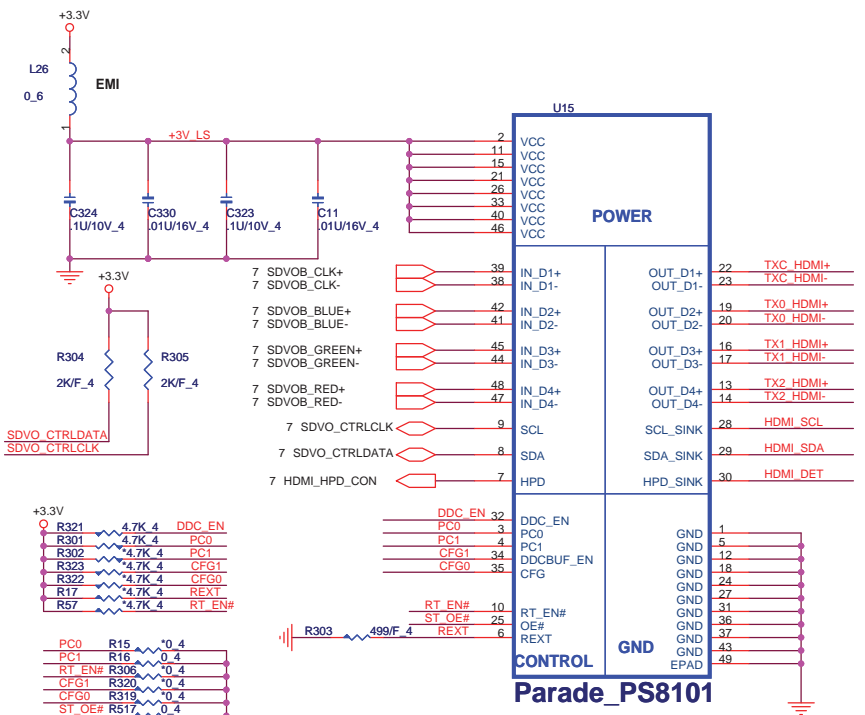 +3.3V
2
L26
EMI
0_6
1
+3V_LS
C324
.1U/10V_4
C330
.01U/16V_4
C323
.1U/10V_4
C11
.01U/16V_4
+3.3V
R304
2K/F_4
R305
2K/F_4
SDVO_CTRLDATA
SDVO_CTRLCLK
U15
2 VCC
11 VCC
15 VCC
21 VCC
26 VCC
33 VCC
40 VCC
46 VCC
POWER
7 SDVOB_CLK+ 39 IN_D1+ OUT_D1+ 22 TXC_HDMI+
7 SDVOB_CLK- 38 IN_D1- OUT_D1- 23 TXC_HDMI-
7 SDVOB_BLUE+ 42 IN_D2+ OUT_D2+ 19 TX0_HDMI+
7 SDVOB_BLUE- 41 IN_D2- OUT_D2- 20 TX0_HDMI-
7 SDVOB_GREEN+ 45 IN_D3+ OUT_D3+ 16 TX1_HDMI+
7 SDVOB_GREEN- 44 IN_D3- OUT_D3- 17 TX1_HDMI-
7 SDVOB_RED+ 48 IN_D4+ OUT_D4+ 13 TX2_HDMI+
7 SDVOB_RED- 47 IN_D4- OUT_D4- 14 TX2_HDMI-
7 SDVO_CTRLCLK 9 SCL SCL_SINK 28 HDMI_SCL
7 SDVO_CTRLDATA 8 SDA SDA_SINK 29 HDMI_SDA
7 HDMI_HPD_CON 7 HPD HPD_SINK 30 HDMI_DET
DDC_EN 32 DDC_EN
PC0 3 PC0
PC1 4 PC1
CFG1 34 DDCBUF_EN
CFG0 35 CFG
RT_EN# 10 RT_EN#
ST_OE# 25 OE#
R303 499/F_4 REXT 6 REXT
GND 1
GND 5
GND 12
GND 18
GND 24
GND 27
GND 31
GND 36
GND 37
GND 43
EPAD 49
CONTROL
GND
Parade_PS8101
+3.3V
R321 4.7K_4 DDC_EN
R301 *4.7K_4 PC0
R302 *4.7K_4 PC1
R323 *4.7K_4 CFG1
R322 *4.7K_4 CFG0
R17 *4.7K_4 REXT
R57 *4.7K_4 RT_EN#
PC0 R15 *0_4
PC1 R16 0_4
RT_EN# R306 *0_4
CFG1 R320 *0_4
CFG0 R319 *0_4
ST_OE# R517 0_4